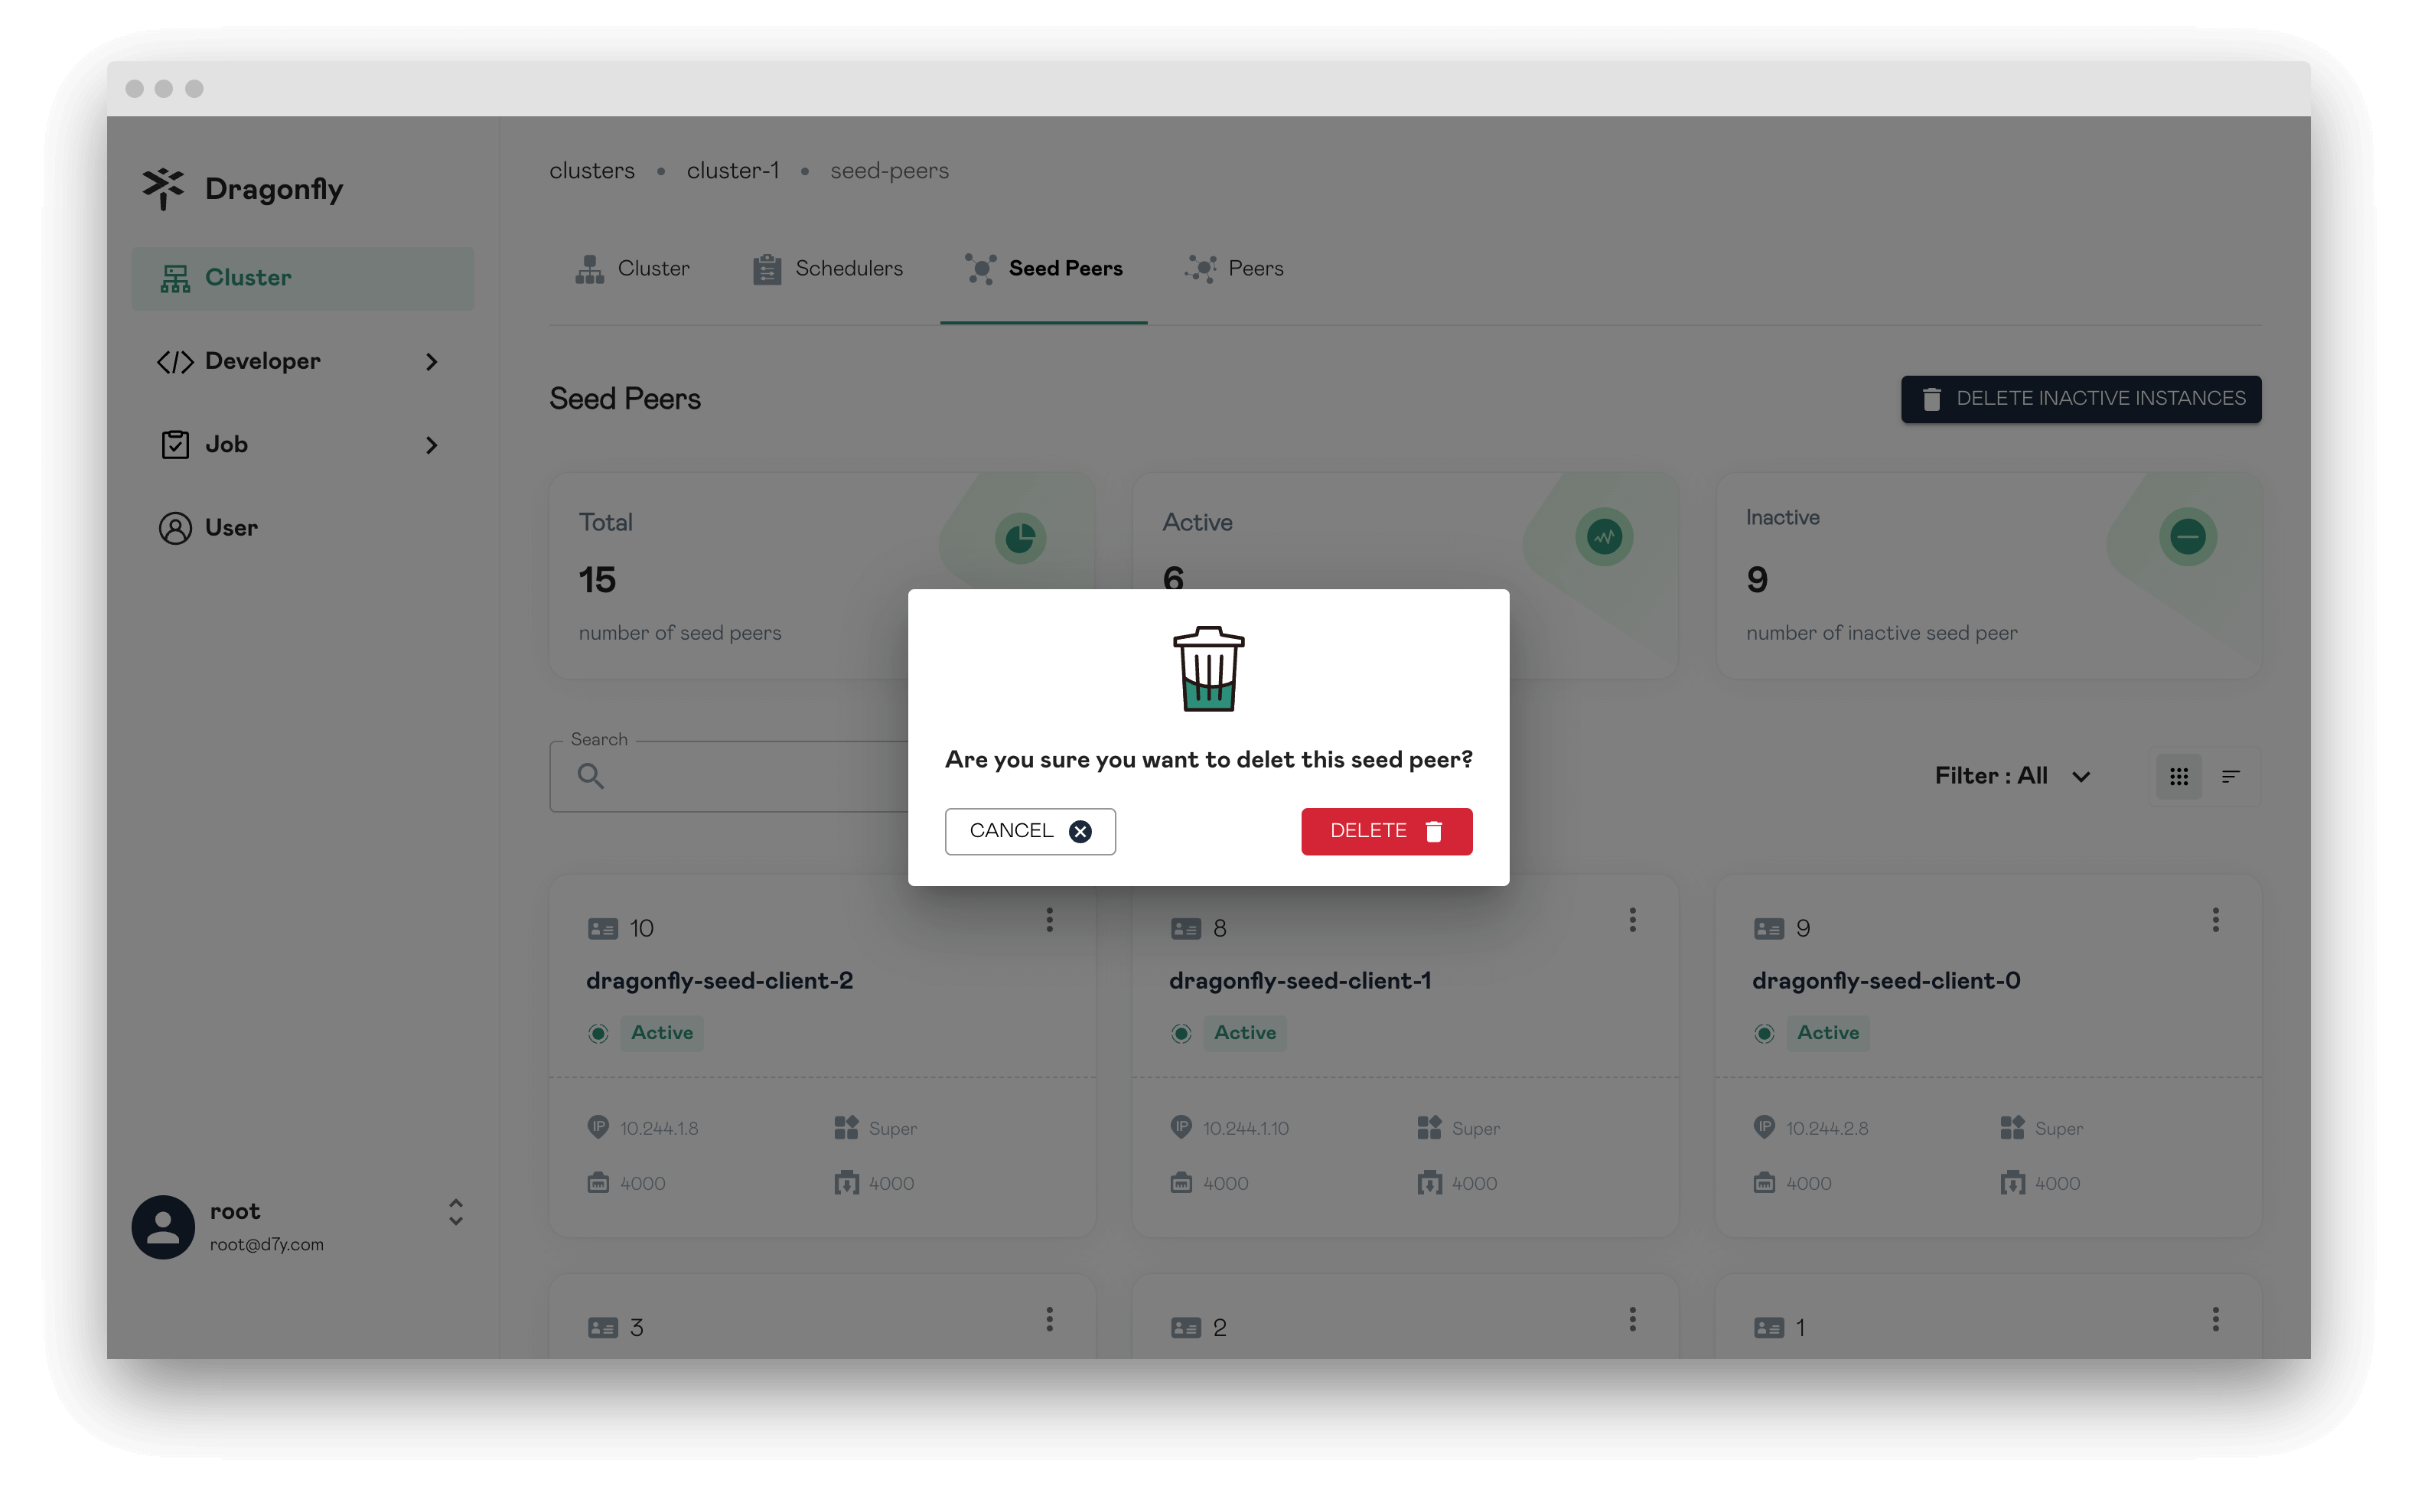 Dragonfly
Cluster
Developer
Job
User
root
root@d7y.com
clusters • cluster-1 • seed-peers
Cluster Schedulers Seed Peers Peers
Seed Peers
DELETE INACTIVE INSTANCES
Total
15
number of seed peers
Active
6
Inactive
9
number of inactive seed peer
Are you sure you want to delet this seed peer?
CANCEL
DELETE
Search
Filter : All
10
dragonfly-seed-client-2
Active
IP 10.244.1.8 Super
4000 4000
8
dragonfly-seed-client-1
Active
IP 10.244.1.10 Super
4000 4000
9
dragonfly-seed-client-0
Active
IP 10.244.2.8 Super
4000 4000
3
2
1